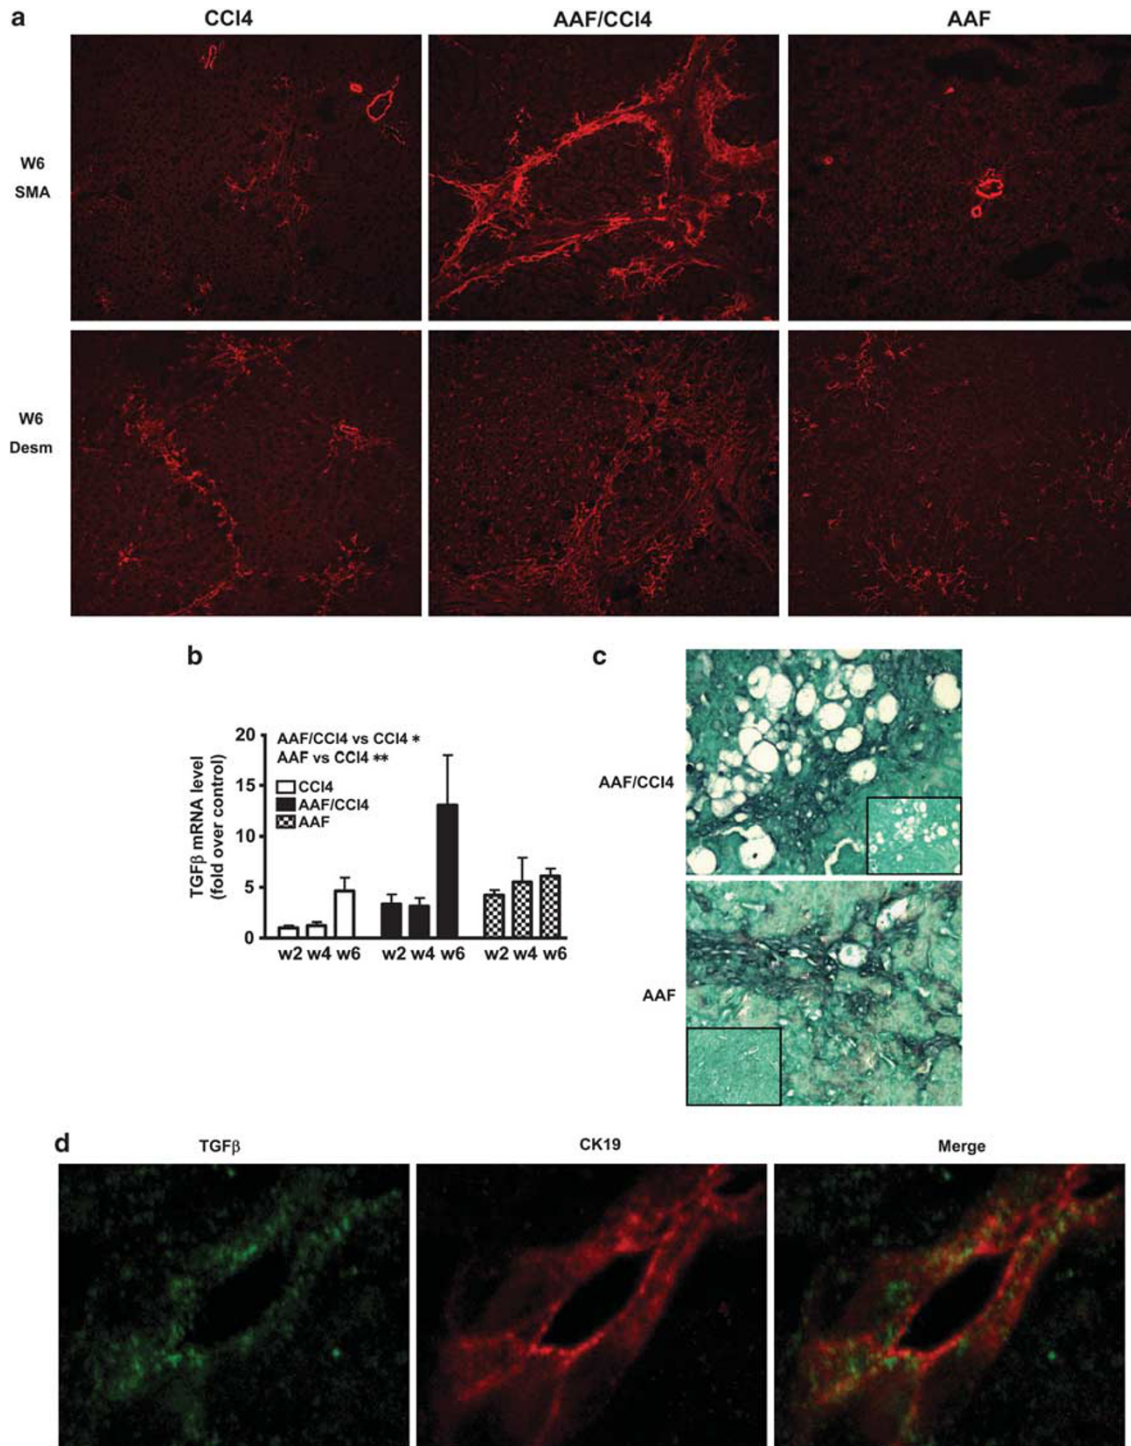 a
CCl4 AAF/CCl4 AAF
W6
SMA
W6
Desm
b
AAF/CCl4 vs CCl4 *
AAF vs CCl4 **
CCl4
AAF/CCl4
AAF
TGFβ mRNA level
(fold over control)
20
15
10
5
0
w2 w4 w6 w2 w4 w6 w2 w4 w6
c
AAF/CCl4
AAF
d
TGFβ CK19 Merge